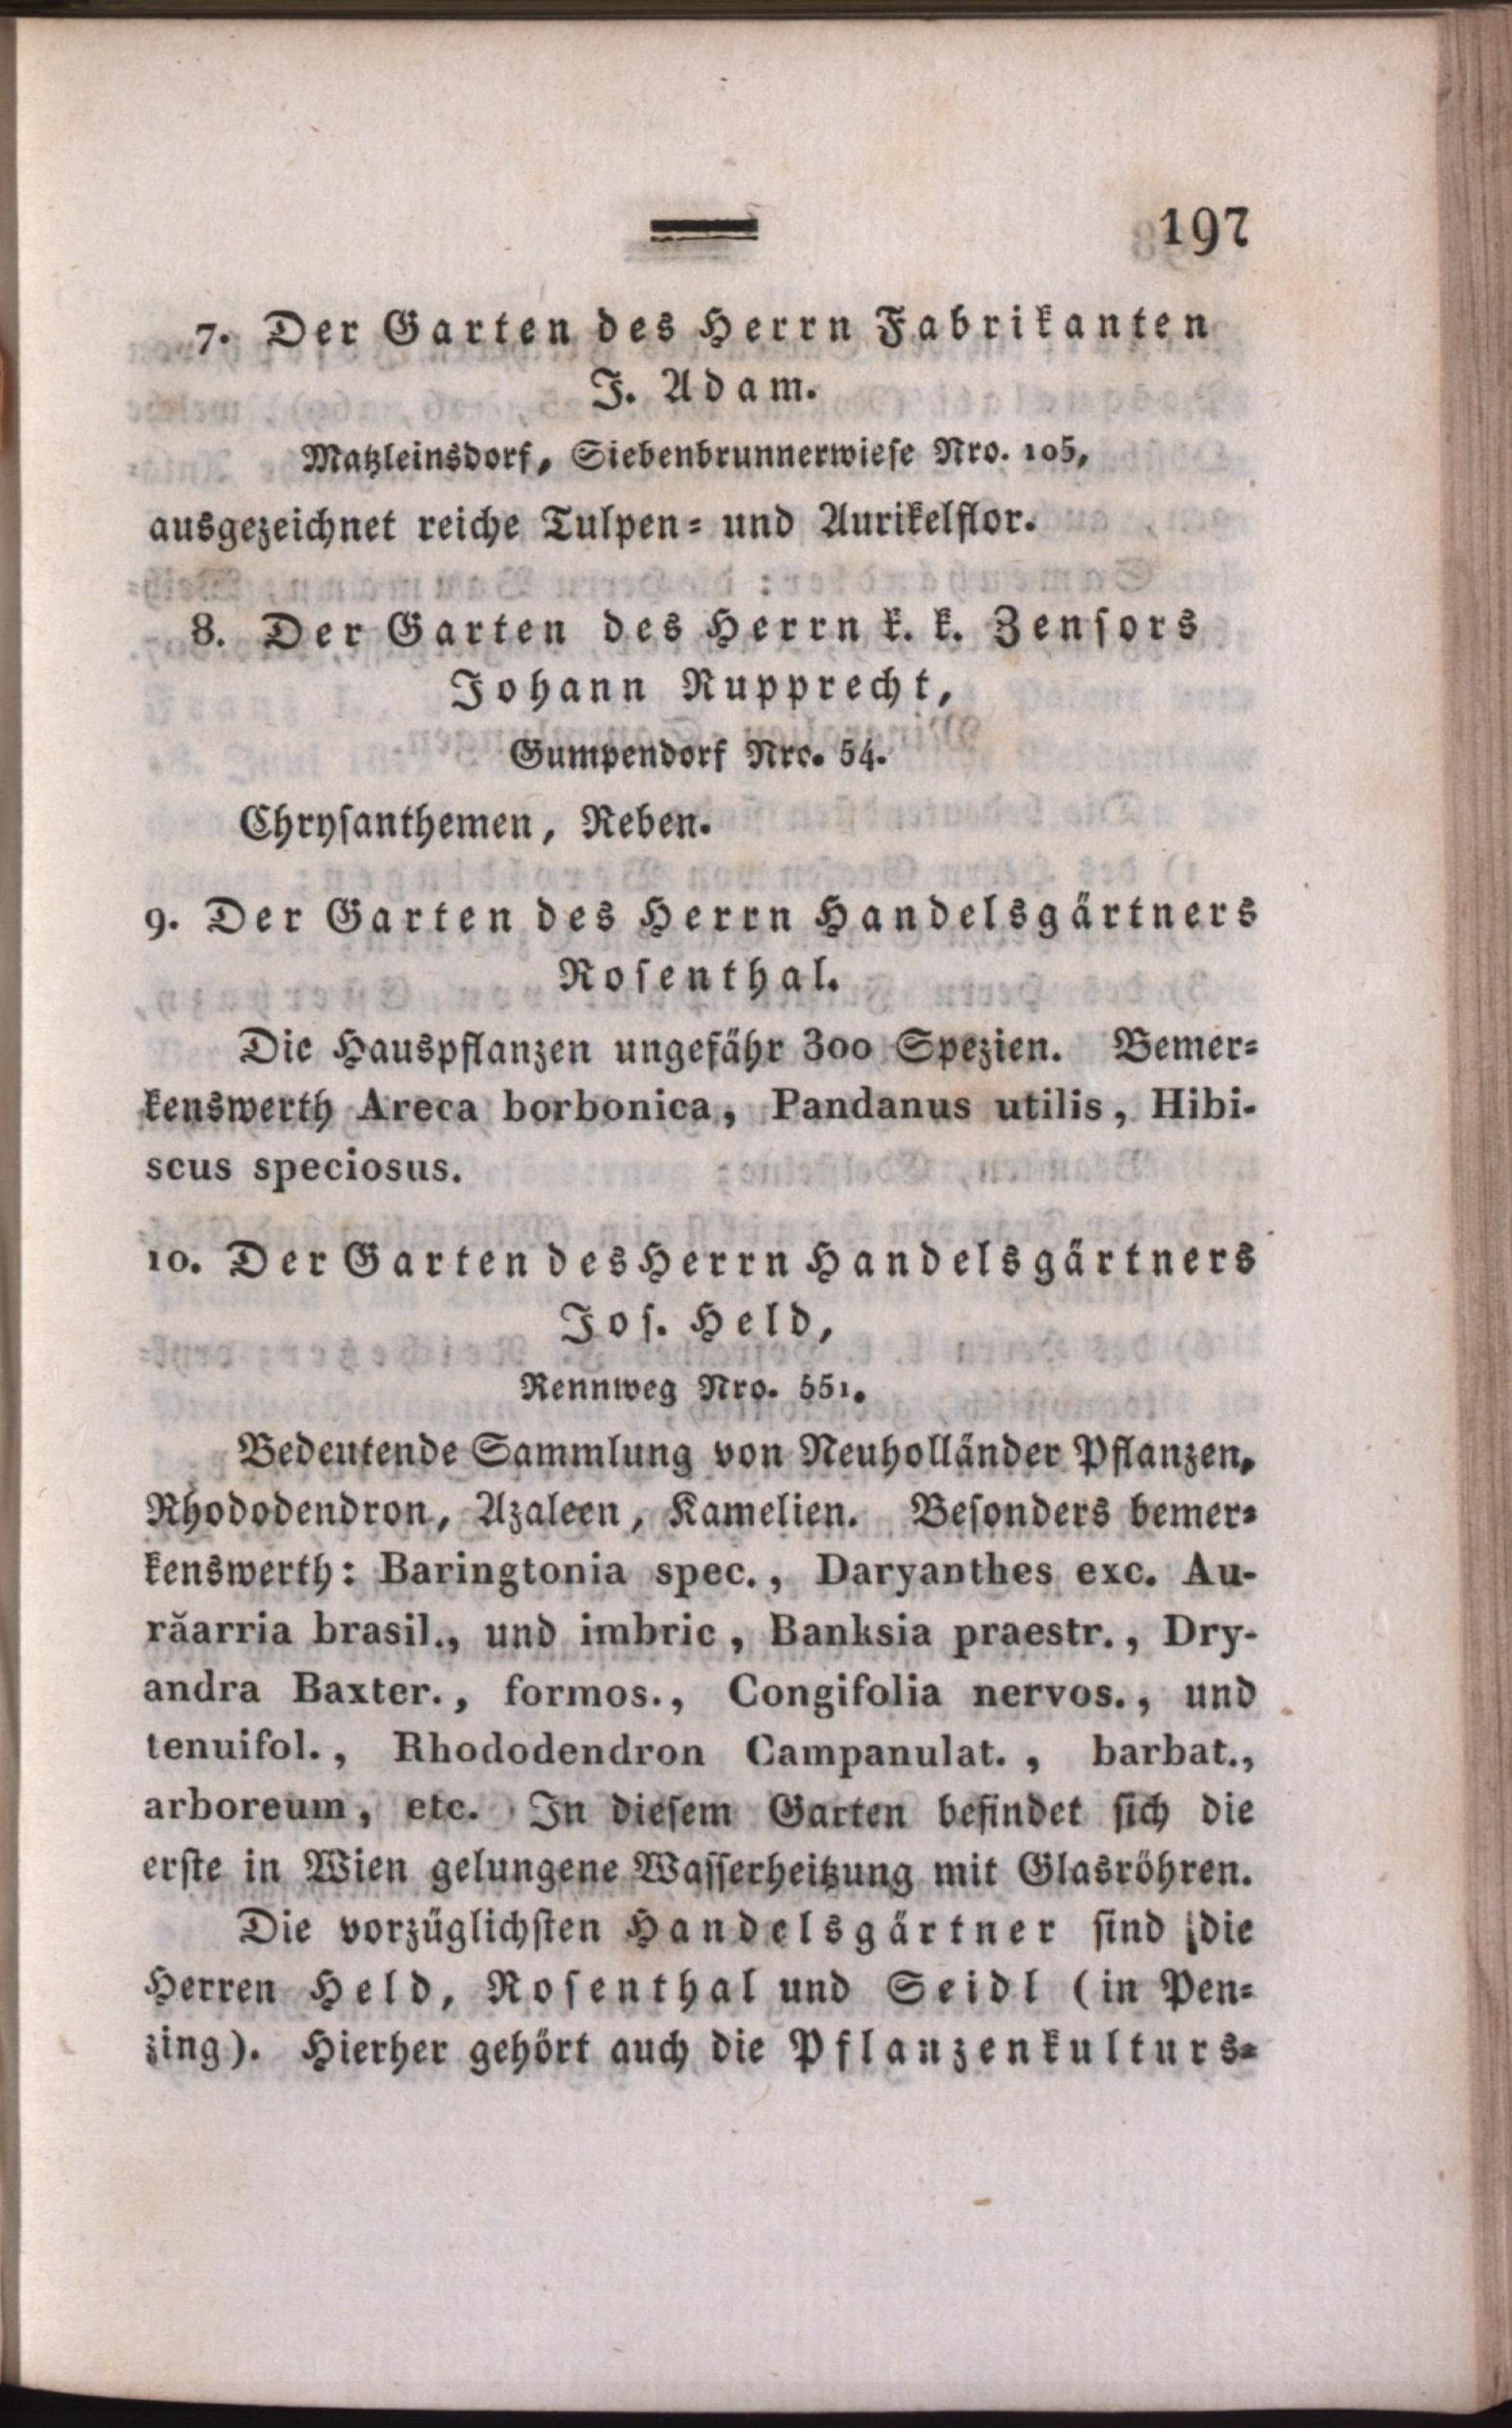 197
7. Der Garten des Herrn Fabrikanten
J. Adam.
Matzleinsdorf, Siebenbrunnerwiese Nro. 105,
ausgezeichnet reiche Tulpen- und Aurikelflor.
8. Der Garten des Herrn k. k. Zensors
Johann Rupprecht,
Gumpendorf Nro. 54.
Chrysanthemen, Reben.
9. Der Garten des Herrn Handelsgärtners
Rosenthal.
Die Hauspflanzen ungefähr 300 Spezien. Bemer-
kenswerth Areca borbonica, Pandanus utilis, Hibi-
scus speciosus.
10. Der Garten des Herrn Handelsgärtners
Jos. Held,
Rennweg Nro. 551.
Bedeutende Sammlung von Neuholländer Pflanzen,
Rhododendron, Azaleen, Kamelien. Besonders bemer-
kenswerth: Baringtonia spec., Daryanthes exc. Au-
răarria brasil., und imbric, Banksia praestr., Dry-
andra Baxter., formos., Congifolia nervos., und
tenuifol., Rhododendron Campanulat., barbat.,
arboreum, etc. In diesem Garten befindet sich die
erste in Wien gelungene Wasserheitzung mit Glasröhren.
Die vorzüglichsten Handelsgärtner sind die
Herren Held, Rosenthal und Seidl (in Pen-
zing). Hierher gehört auch die Pflanzenkulturs-